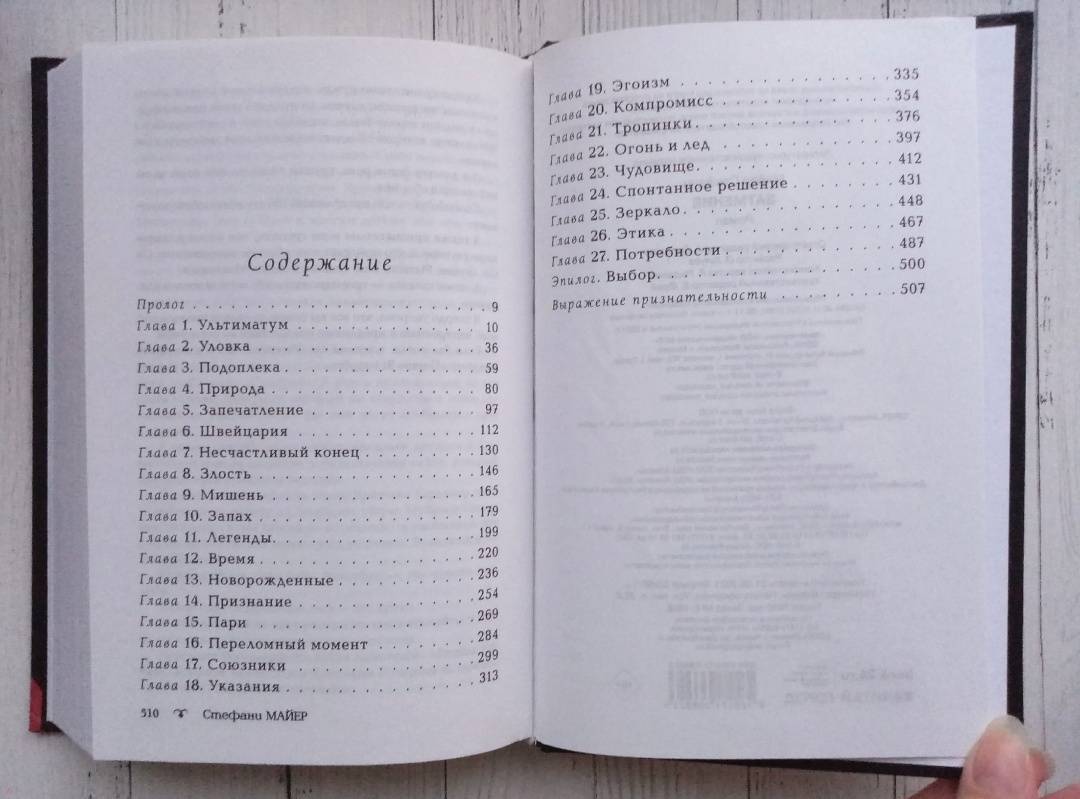 Содержание
Пролог . . . . . . . . . . . . . . . . . . . . 9
Глава 1. Ультиматум . . . . . . . . . . . . . 10
Глава 2. Уловка . . . . . . . . . . . . . . . 36
Глава 3. Подоплека . . . . . . . . . . . . . . 59
Глава 4. Природа . . . . . . . . . . . . . . . 80
Глава 5. Запечатление . . . . . . . . . . . . 97
Глава 6. Швейцария . . . . . . . . . . . . . 112
Глава 7. Несчастливый конец . . . . . . . . . 130
Глава 8. Злость . . . . . . . . . . . . . . . 146
Глава 9. Мишень . . . . . . . . . . . . . . . 165
Глава 10. Запах . . . . . . . . . . . . . . . 179
Глава 11. Легенды . . . . . . . . . . . . . . 199
Глава 12. Время . . . . . . . . . . . . . . . 220
Глава 13. Новорожденные . . . . . . . . . . . 236
Глава 14. Признание . . . . . . . . . . . . . 254
Глава 15. Пари . . . . . . . . . . . . . . . 269
Глава 16. Переломный момент . . . . . . . . . 284
Глава 17. Союзники . . . . . . . . . . . . . 299
Глава 18. Указания . . . . . . . . . . . . . 313
510 Стефани МАЙЕР
Глава 19. Эгоизм . . . . . . . . . . . . . . 335
Глава 20. Компромисс . . . . . . . . . . . . 354
Глава 21. Тропинки . . . . . . . . . . . . . 376
Глава 22. Огонь и лед . . . . . . . . . . . . 397
Глава 23. Чудовище . . . . . . . . . . . . . 412
Глава 24. Спонтанное решение . . . . . . . . 431
Глава 25. Зеркало . . . . . . . . . . . . . . 448
Глава 26. Этика . . . . . . . . . . . . . . . 467
Глава 27. Потребности . . . . . . . . . . . . 487
Эпилог. Выбор . . . . . . . . . . . . . . . . 500
Выражение признательности . . . . . . . . . 507